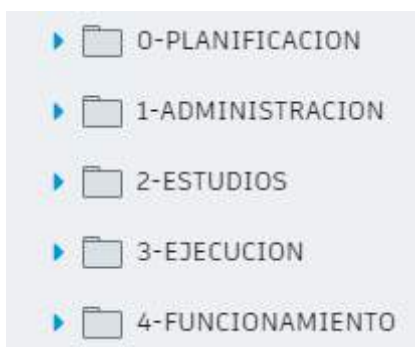 0-PLANIFICACION
1-ADMINISTRACION
2-ESTUDIOS
3-EJECUCION
4-FUNCIONAMIENTO